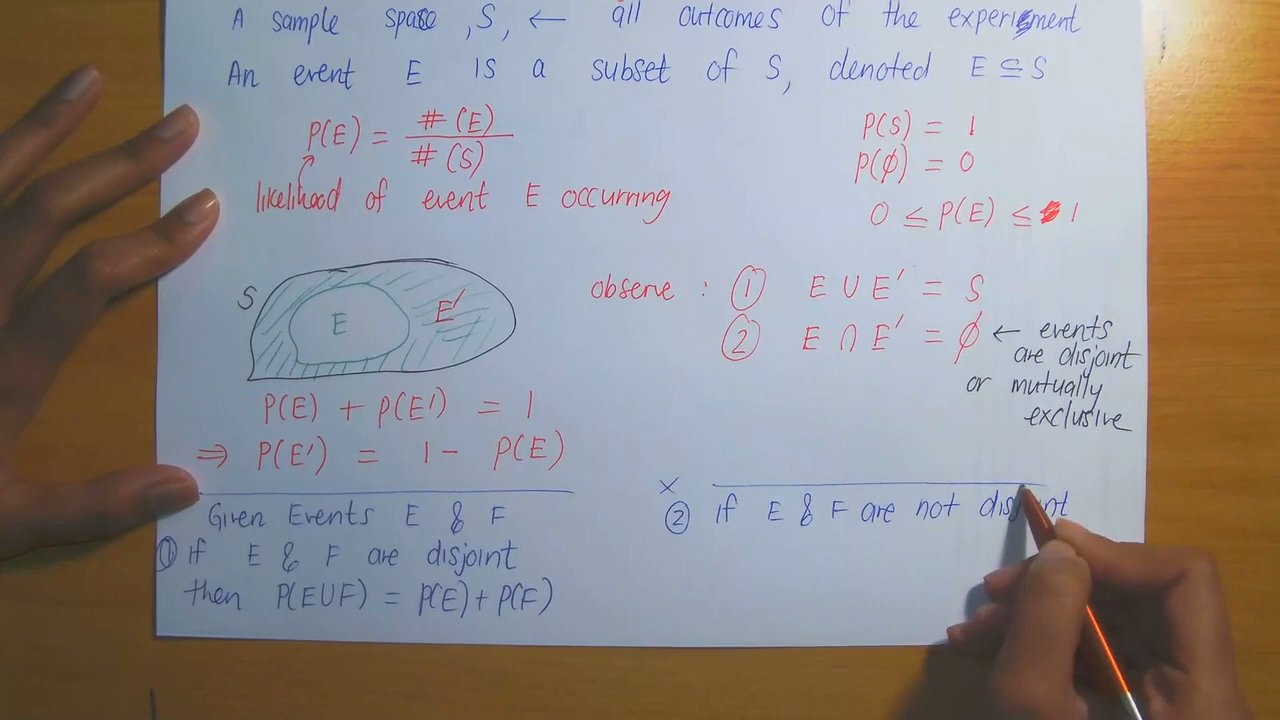 A sample space, S, ← all outcomes of the experiment
An event E is a subset of S, denoted E ⊆ S
P(E) = #(E) / #(S)
likelihood of event E occurring
P(S) = 1
P(ϕ) = 0
0 ≤ P(E) ≤ 1
S
E
E'
observe : ① E ∪ E' = S
② E ∩ E' = ϕ ← events
are disjoint
or mutually
exclusive
P(E) + P(E') = 1
⇒ P(E') = 1 - P(E)
Given Events E & F
① If E & F are disjoint
then P(E∪F) = P(E) + P(F)
×
② If E & F are not